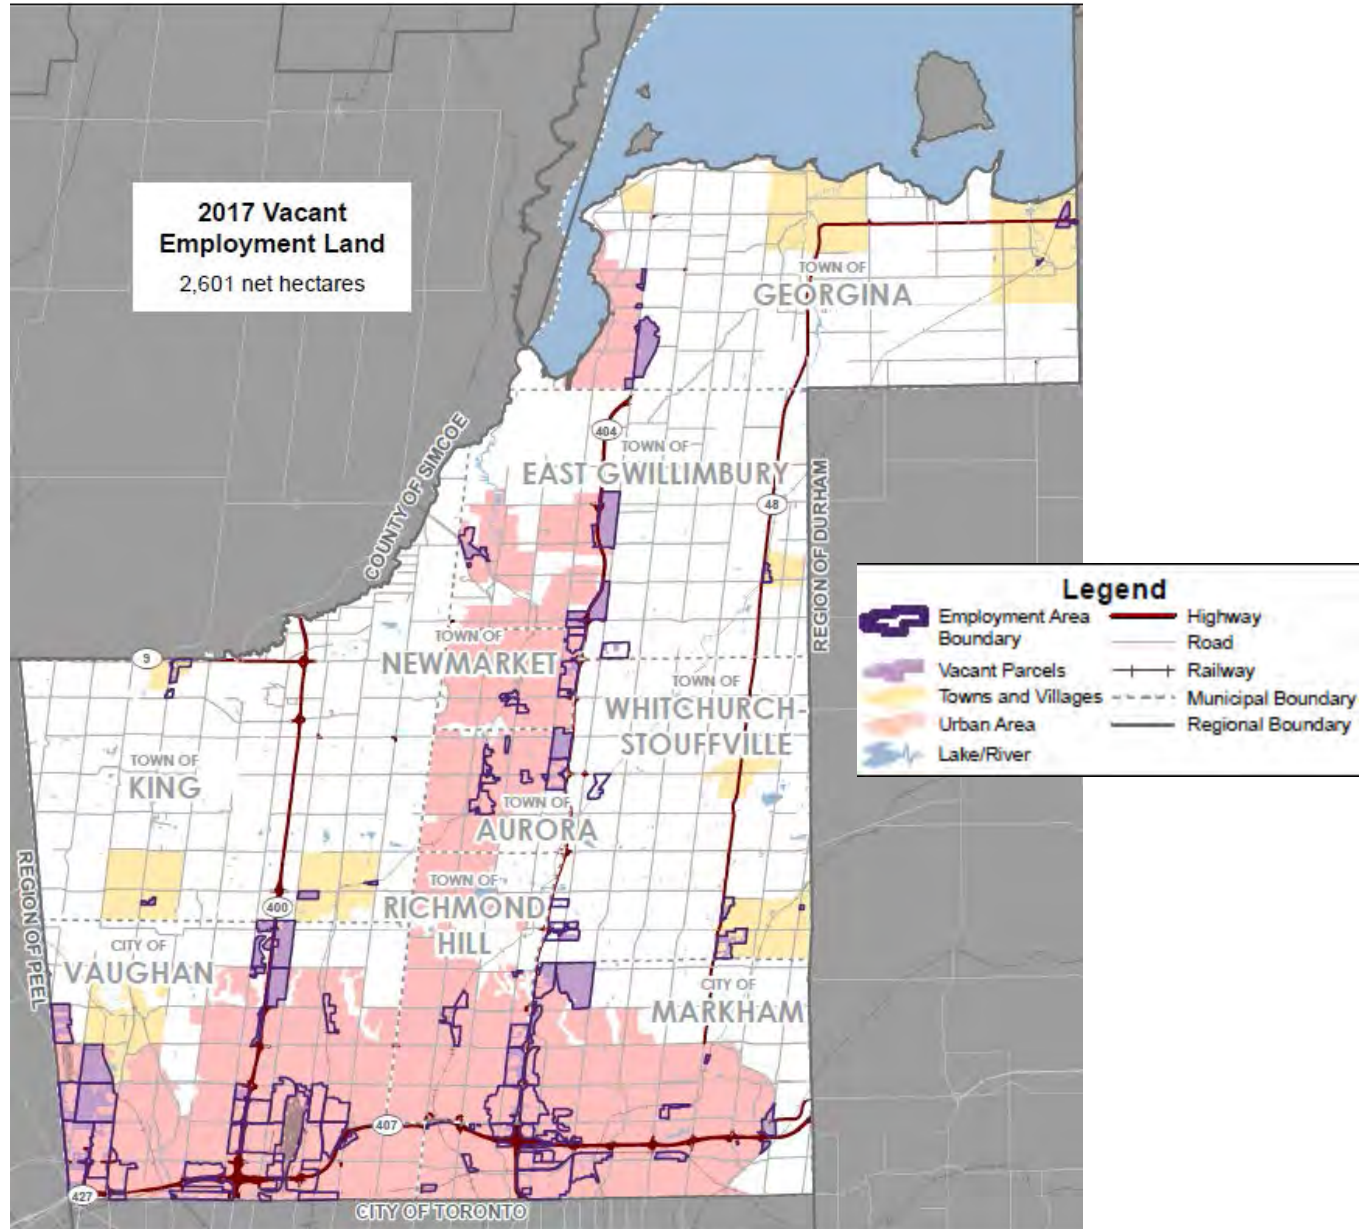 2017 Vacant
Employment Land
2,601 net hectares
TOWN OF
GEORGINA
404
TOWN OF
EAST GWILLIMBURY
COUNTY OF SIMCOE
48
REGION OF DURHAM
TOWN OF
NEWMARKET
9
TOWN OF
WHITCHURCH-
STOUFFVILLE
TOWN OF
KING
TOWN OF
AURORA
REGION OF PEEL
TOWN OF
RICHMOND
HILL
400
CITY OF
VAUGHAN
CITY OF
MARKHAM
407
427
CITY OF TORONTO
Legend
Employment Area
Boundary
Vacant Parcels
Towns and Villages
Urban Area
Lake/River
Highway
Road
Railway
Municipal Boundary
Regional Boundary